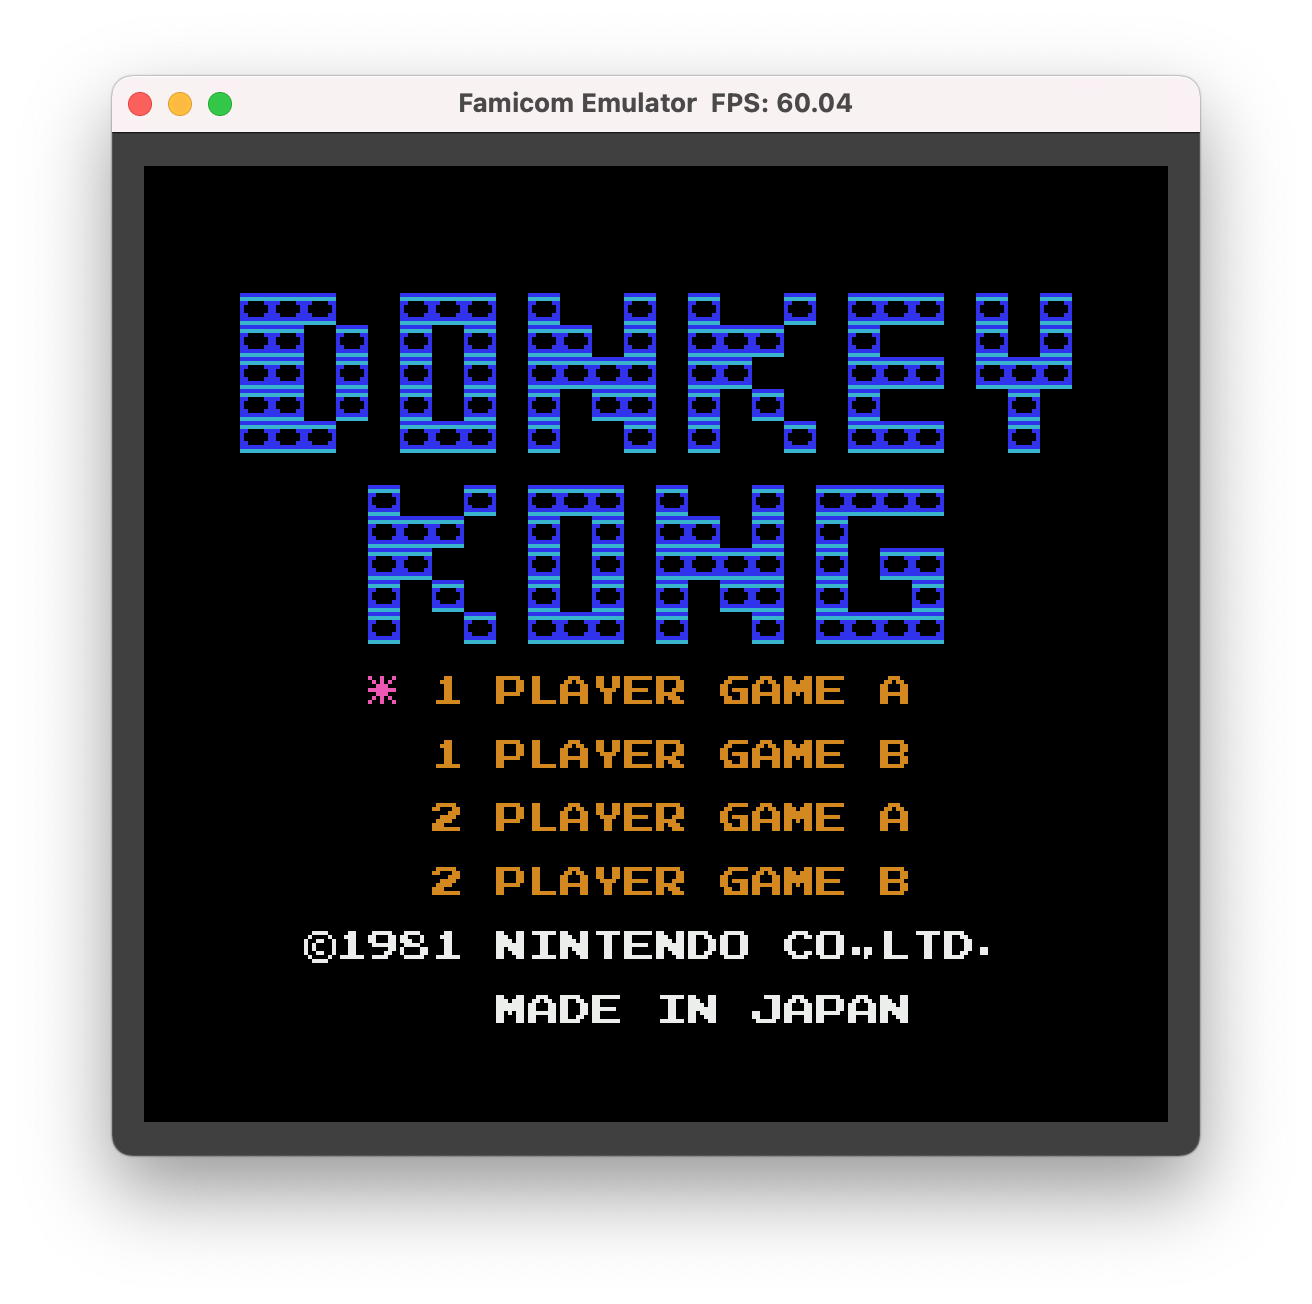 Famicom Emulator  FPS: 60.04
DONKEY
KONG
* 1 PLAYER GAME A
1 PLAYER GAME B
2 PLAYER GAME A
2 PLAYER GAME B
©1981 NINTENDO CO.,LTD.
MADE IN JAPAN